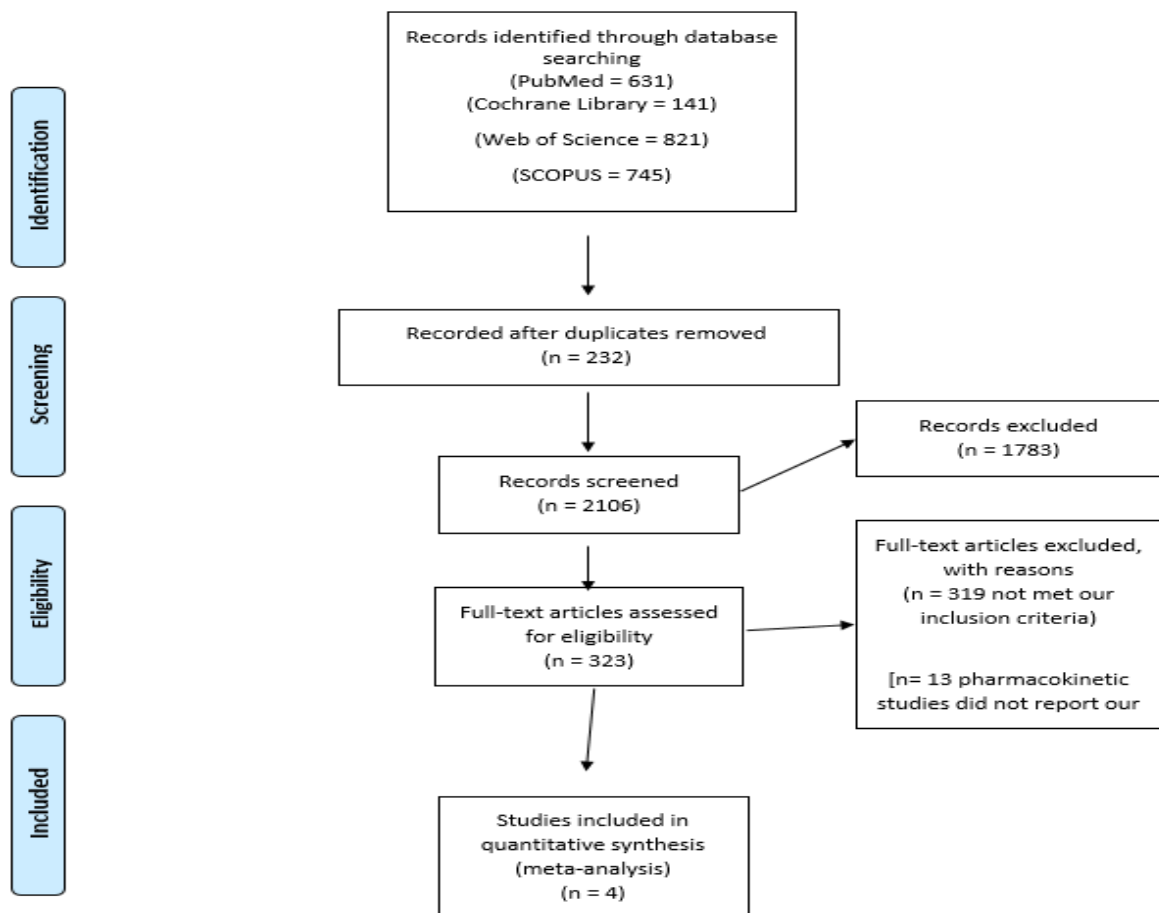 Identification
Records identified through database
searching
(PubMed = 631)
(Cochrane Library = 141)
(Web of Science = 821)
(SCOPUS = 745)
Screening
Recorded after duplicates removed
(n = 232)
Records screened
(n = 2106)
Records excluded
(n = 1783)
Eligibility
Full-text articles assessed
for eligibility
(n = 323)
Full-text articles excluded,
with reasons
(n = 319 not met our
inclusion criteria)
[n= 13 pharmacokinetic
studies did not report our
Included
Studies included in
quantitative synthesis
(meta-analysis)
(n = 4)